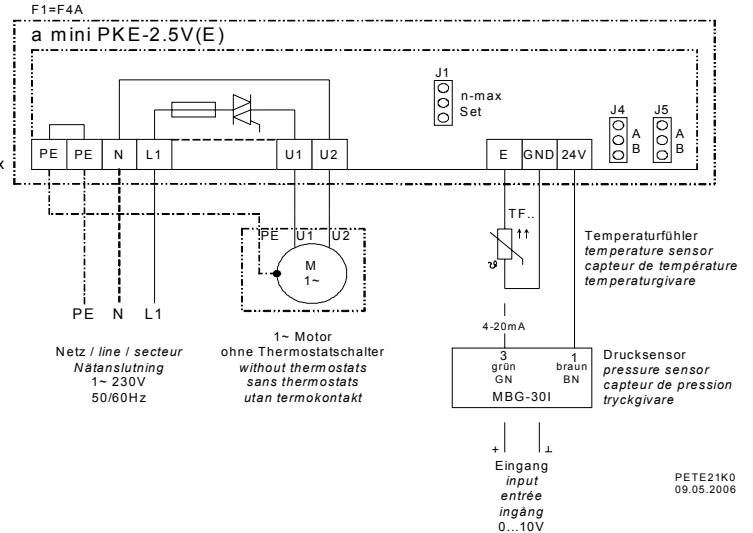 F1=F4A
a mini PKE-2.5V(E)
J1
n-max
Set
J4
A
B
J5
A
B
x
PE PE N L1 U1 U2 E GND 24V
TF..
ϑ
PE U1 U2
M
1~
PE N L1
Netz / line / secteur
Nätanslutning
1~ 230V
50/60Hz
1~ Motor
ohne Thermostatschalter
without thermostats
sans thermostats
utan termokontakt
Temperaturfühler
temperature sensor
capteur de température
temperaturgivare
4-20mA
3 1
grün braun
GN BN
MBG-30I
Drucksensor
pressure sensor
capteur de pression
tryckgivare
+ ⊥
Eingang
input
entrée
ingàng
0...10V
PETE21K0
09.05.2006